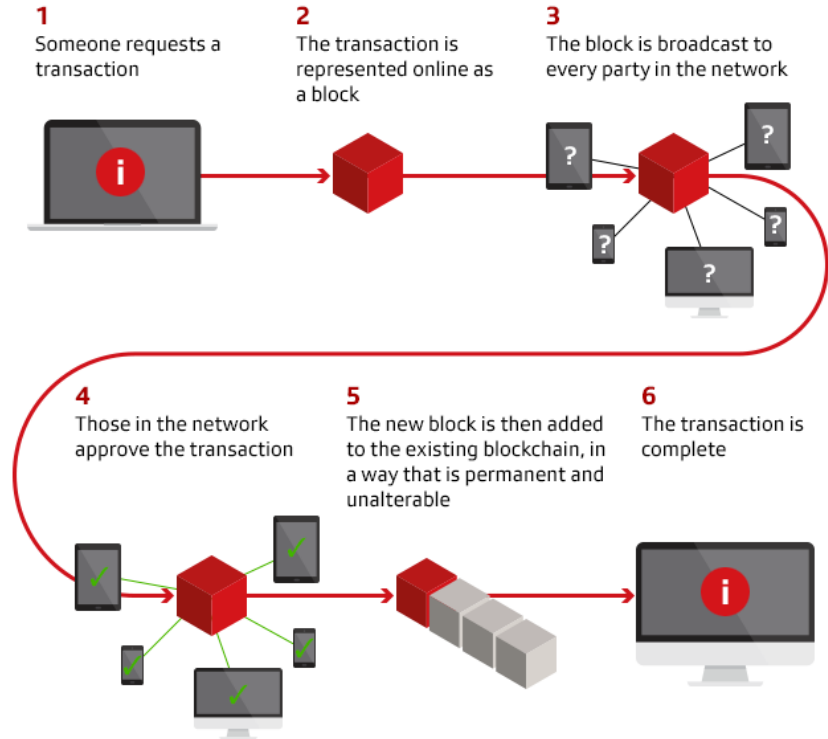 1
Someone requests a
transaction
2
The transaction is
represented online as
a block
3
The block is broadcast to
every party in the network
i
?
?
?
?
?
4
Those in the network
approve the transaction
5
The new block is then added
to the existing blockchain, in
a way that is permanent and
unalterable
6
The transaction is
complete
i